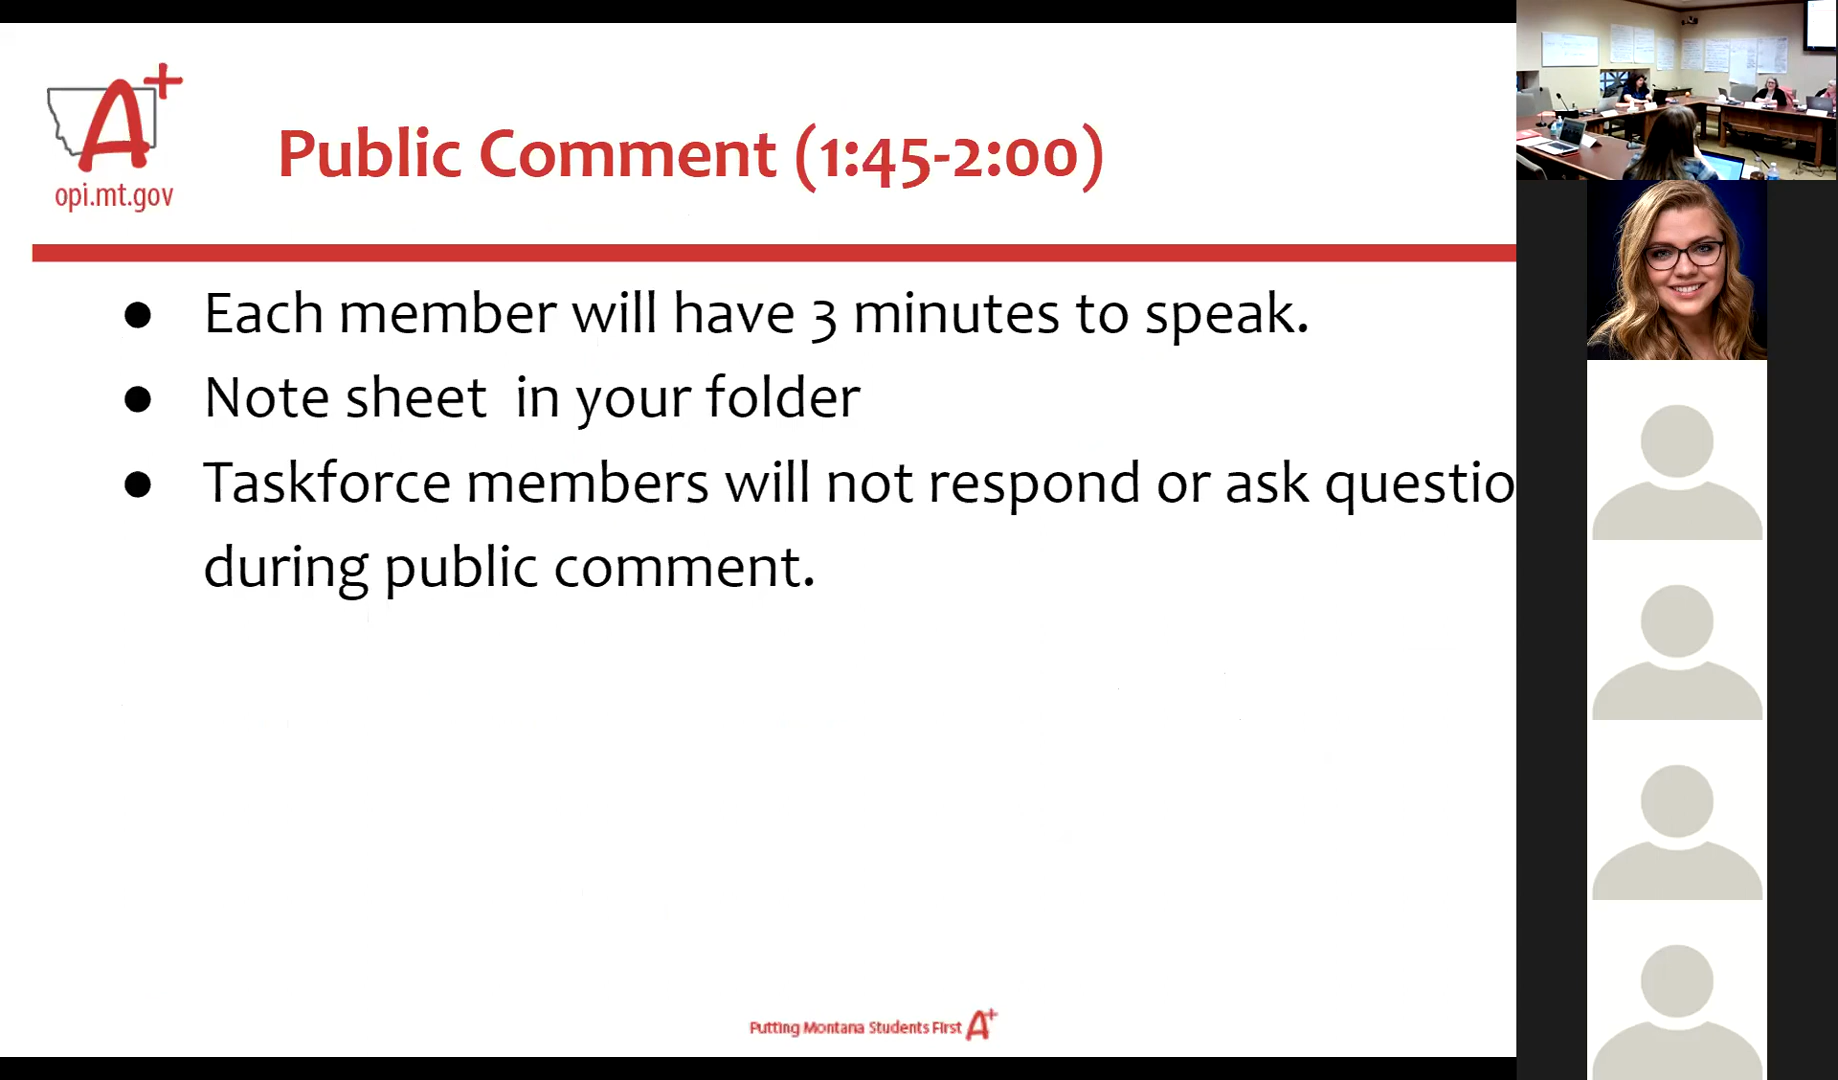 A+
opi.mt.gov
Public Comment (1:45-2:00)
● Each member will have 3 minutes to speak.
● Note sheet in your folder
● Taskforce members will not respond or ask questio
during public comment.
Putting Montana Students First A+